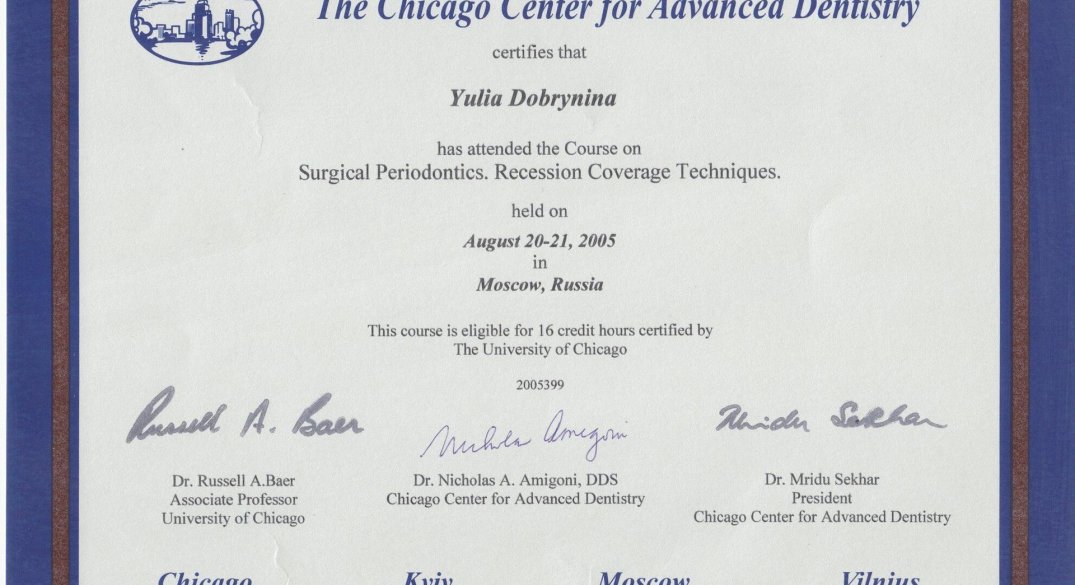 The Chicago Center for Advanced Dentistry
certifies that
Yulia Dobrynina
has attended the Course on
Surgical Periodontics. Recession Coverage Techniques.
held on
August 20-21, 2005
in
Moscow, Russia
This course is eligible for 16 credit hours certified by
The University of Chicago
2005399
Russell A. Baer
Nicholas Amigoni
Mridu Sekhar
Dr. Russell A.Baer
Associate Professor
University of Chicago
Dr. Nicholas A. Amigoni, DDS
Chicago Center for Advanced Dentistry
Dr. Mridu Sekhar
President
Chicago Center for Advanced Dentistry
Chicago Kyiv Moscow Vilnius